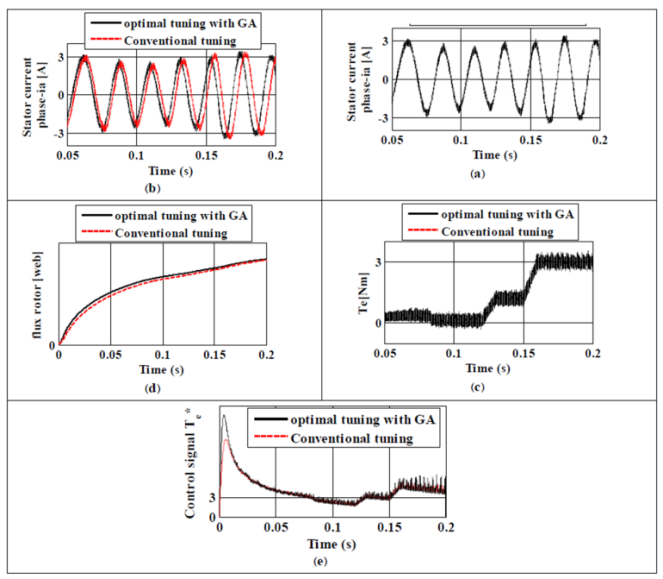 optimal tuning with GA
Conventional tuning
Stator current
phase-ia [A]
3
0
-3
0.05 0.1 0.15 0.2
Time (s)
(b)
Stator current
phase-ia [A]
3
0
-3
0.05 0.1 0.15 0.2
Time (s)
(a)
optimal tuning with GA
Conventional tuning
flux rotor [web]
0 0.05 0.1 0.15 0.2
Time (s)
(d)
optimal tuning with GA
Conventional tuning
Te[Nm]
3
0
0.05 0.1 0.15 0.2
Time (s)
(c)
optimal tuning with GA
Conventional tuning
Control signal T_e*
3
0
0 0.05 0.1 0.15 0.2
Time (s)
(e)